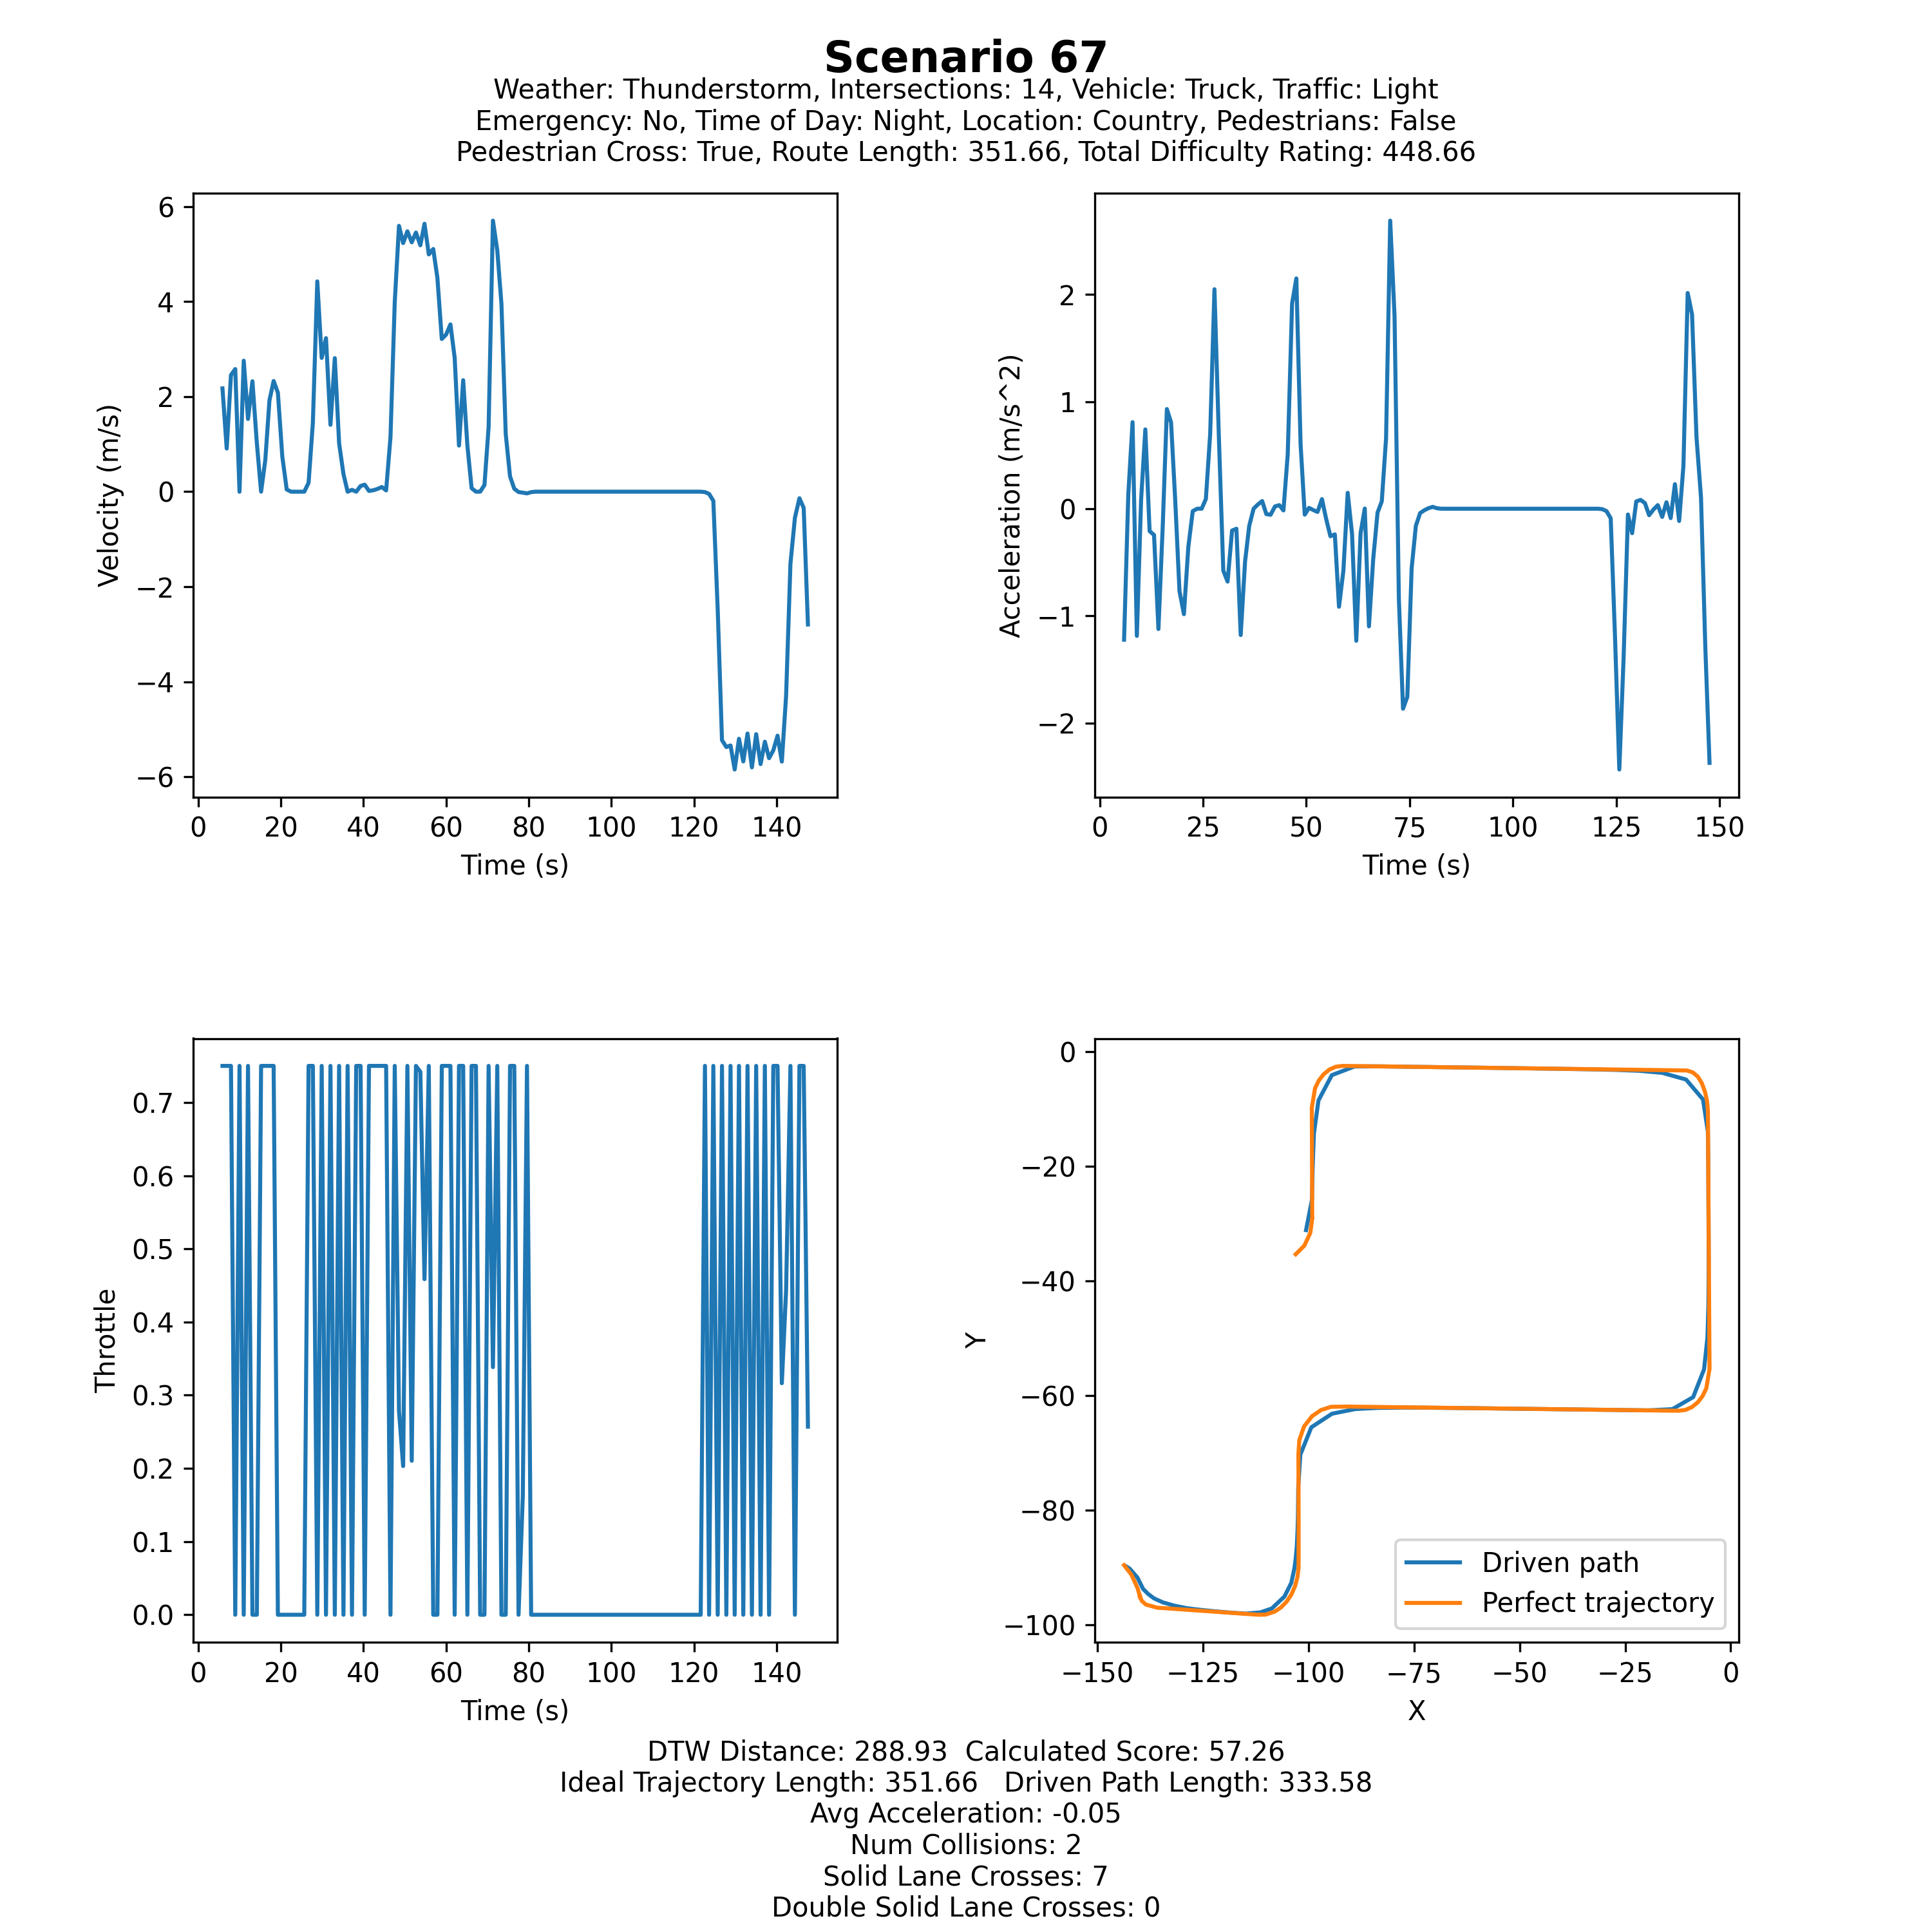 Scenario 67
Weather: Thunderstorm, Intersections: 14, Vehicle: Truck, Traffic: Light
Emergency: No, Time of Day: Night, Location: Country, Pedestrians: False
Pedestrian Cross: True, Route Length: 351.66, Total Difficulty Rating: 448.66
6
4
2
0
−2
−4
−6
Velocity (m/s)
0 20 40 60 80 100 120 140
Time (s)
2
1
0
−1
−2
Acceleration (m/s^2)
0 25 50 75 100 125 150
Time (s)
0.7
0.6
0.5
0.4
0.3
0.2
0.1
0.0
Throttle
0 20 40 60 80 100 120 140
Time (s)
0
−20
−40
−60
−80
−100
Y
Driven path
Perfect trajectory
−150 −125 −100 −75 −50 −25 0
X
DTW Distance: 288.93  Calculated Score: 57.26
Ideal Trajectory Length: 351.66   Driven Path Length: 333.58
Avg Acceleration: -0.05
Num Collisions: 2
Solid Lane Crosses: 7
Double Solid Lane Crosses: 0